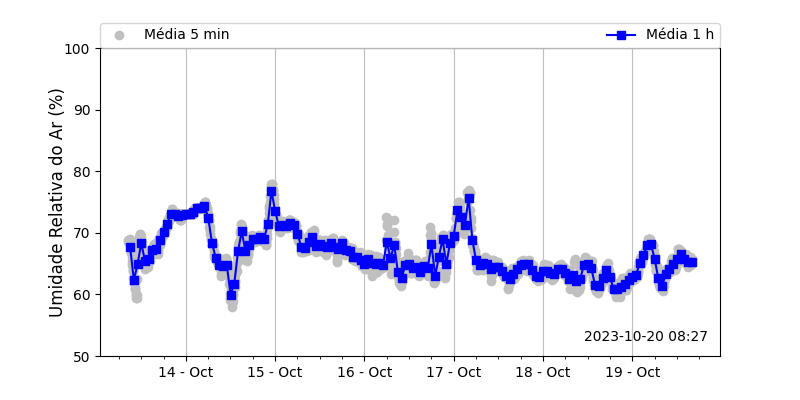 Média 5 min
Média 1 h
Umidade Relativa do Ar (%)
100
90
80
70
60
50
2023-10-20 08:27
14 - Oct
15 - Oct
16 - Oct
17 - Oct
18 - Oct
19 - Oct